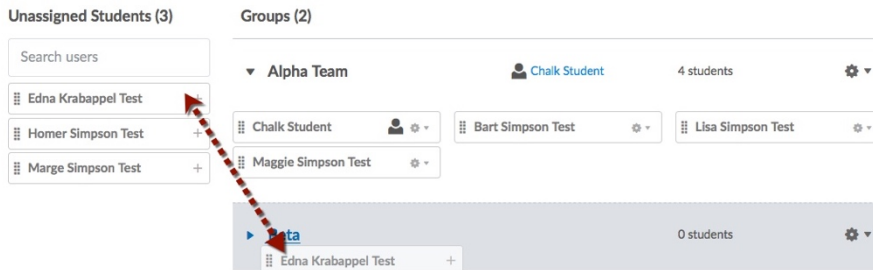 Unassigned Students (3)
Groups (2)
Search users
Edna Krabappel Test
Homer Simpson Test
Marge Simpson Test
Alpha Team
Chalk Student
4 students
Chalk Student
Bart Simpson Test
Lisa Simpson Test
Maggie Simpson Test
Beta
0 students
Edna Krabappel Test